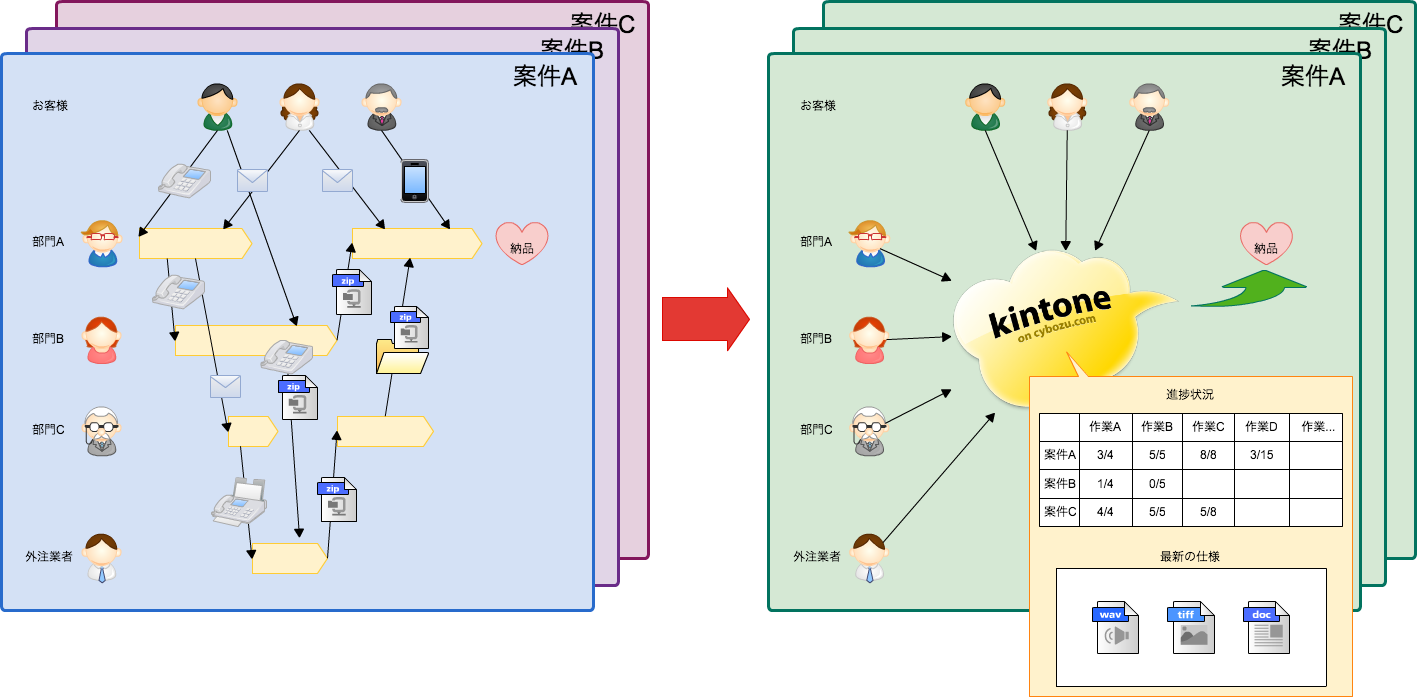 案件C
案件B
案件A
お客様
部門A
納品
zip
zip
部門B
zip
部門C
zip
外注業者
案件C
案件B
案件A
お客様
部門A
納品
kintone
on cybozu.com
部門B
部門C
外注業者
進捗状況
作業A 作業B 作業C 作業D 作業...
案件A 3/4 5/5 8/8 3/15
案件B 1/4 0/5
案件C 4/4 5/5 5/8
最新の仕様
wav tiff doc